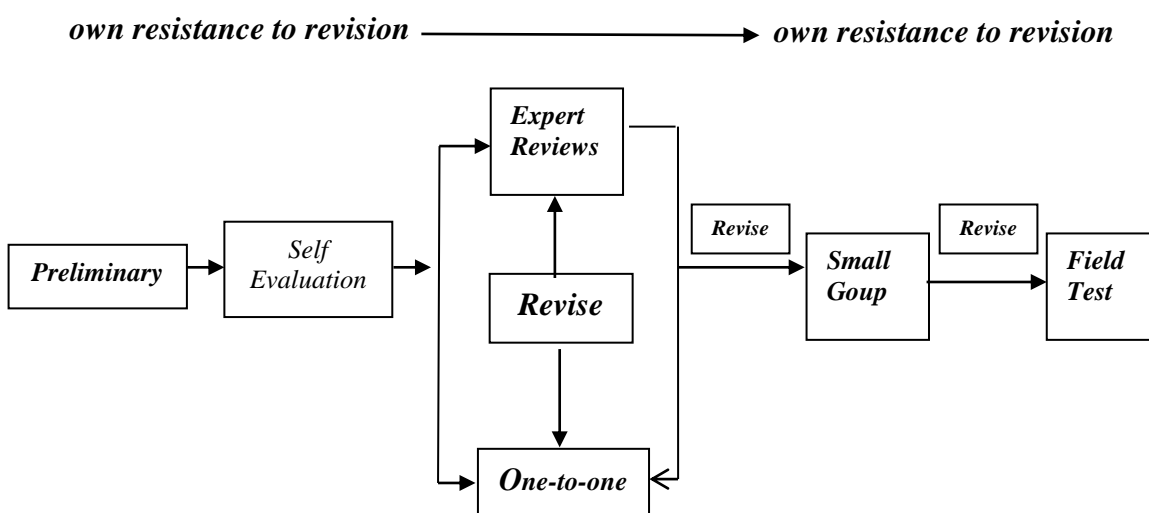 own resistance to revision
own resistance to revision
Expert
Reviews
Revise
Revise
Preliminary
Self
Evaluation
Revise
Small
Goup
Field
Test
One-to-one